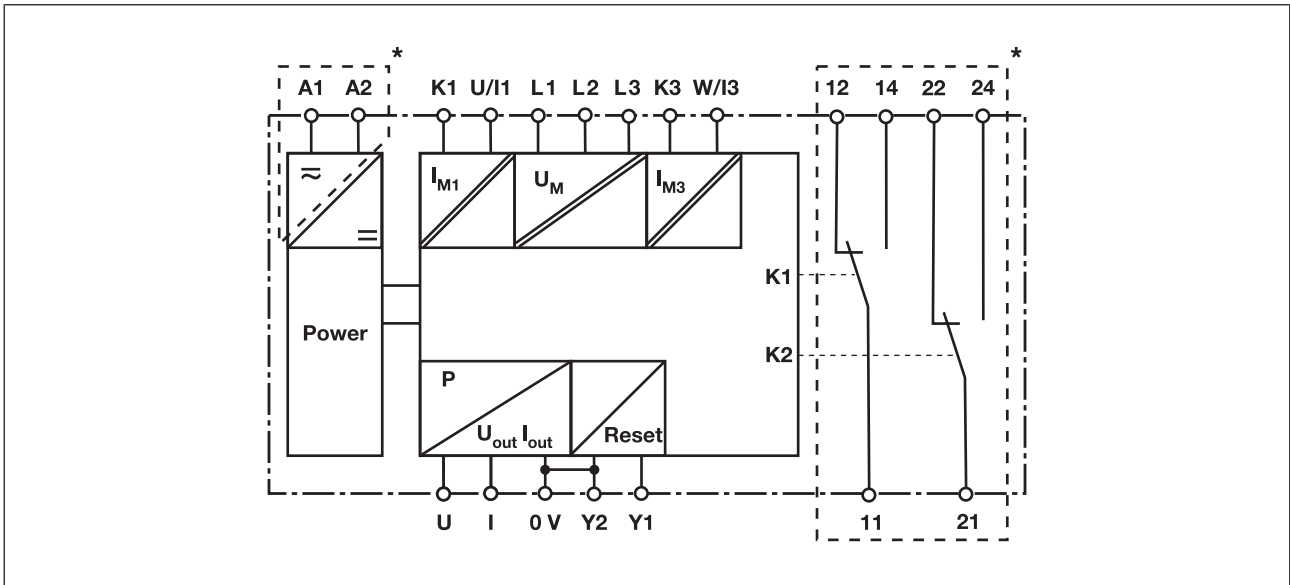 * *
A1 A2 K1 U/I1 L1 L2 L3 K3 W/I3 12 14 22 24
IM1 UM IM3
K1
Power
K2
P
Uout Iout Reset
U I 0 V Y2 Y1 11 21